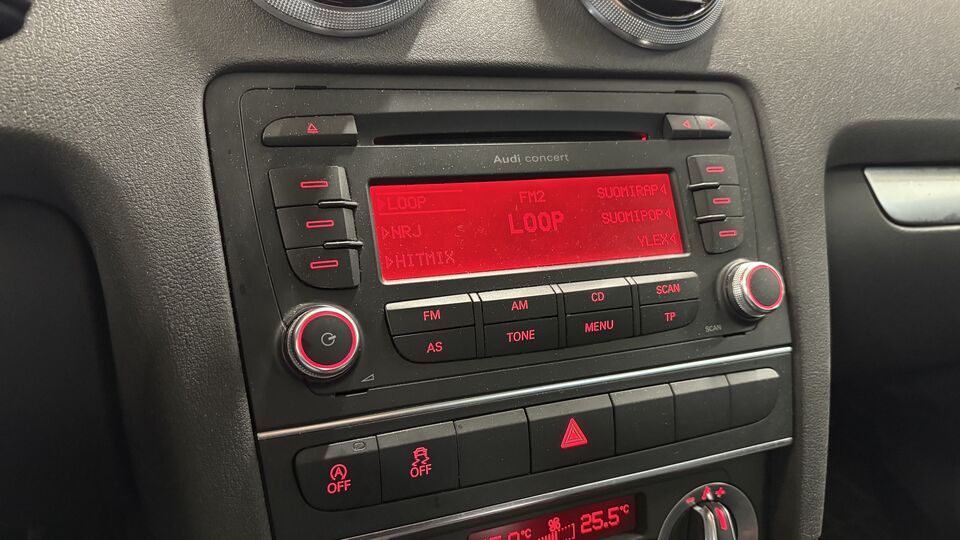 Audi concert
LOOP FM2 SUOMIRAP
NRJ LOOP SUOMIPOP
HITMIX YLEX
FM AM CD SCAN
AS TONE MENU TP
SCAN
A
OFF OFF
25.5°C